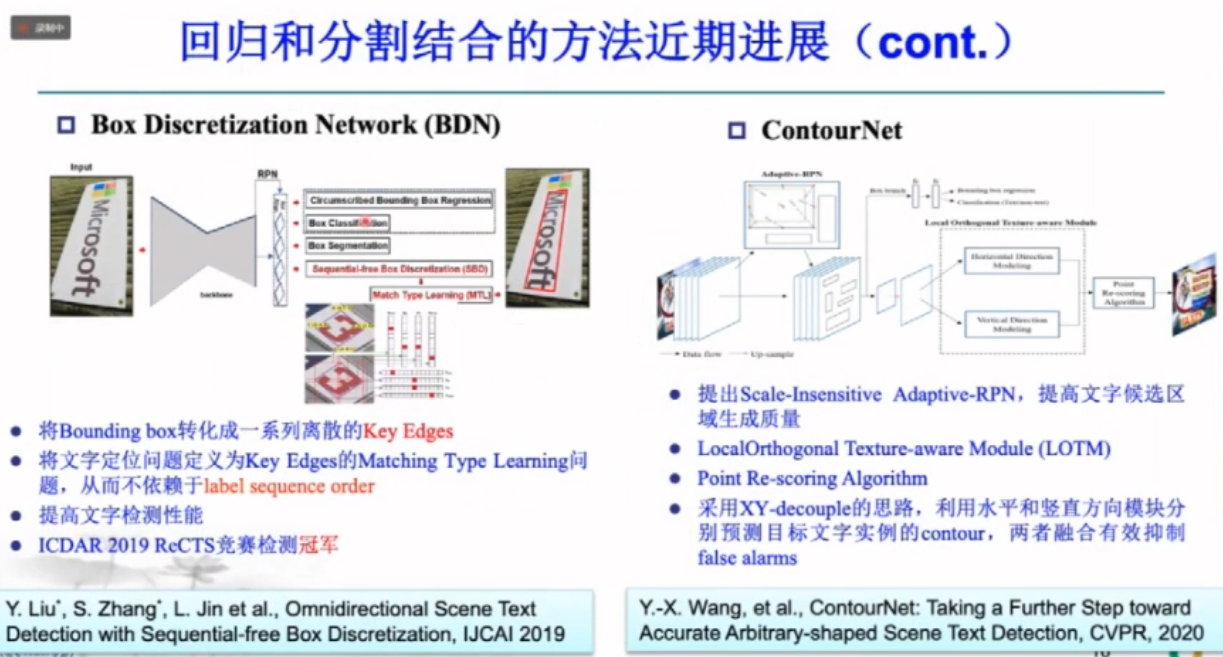 录制中
回归和分割结合的方法近期进展（cont.）
Box Discretization Network (BDN)
Input
Microsoft
backbone
RPN
Circumscribed Bounding Box Regression
Box Classification
Box Segmentation
Sequential-free Box Discretization (SBD)
Match Type Learning (MTL)
Microsoft
将Bounding box转化成一系列离散的Key Edges
将文字定位问题定义为Key Edges的Matching Type Learning问
题，从而不依赖于label sequence order
提高文字检测性能
ICDAR 2019 ReCTS竞赛检测冠军
Y. Liu*, S. Zhang*, L. Jin et al., Omnidirectional Scene Text
Detection with Sequential-free Box Discretization, IJCAI 2019
ContourNet
Adaptive-RPN
Box branch
Bounding box regression
Classification (Text/non-text)
Local Orthogonal Texture-aware Module
Horizontal Direction
Modeling
Vertical Direction
Modeling
Point
Re-scoring
Algorithm
Data flow
Up-sample
提出Scale-Insensitive Adaptive-RPN，提高文字候选区
域生成质量
LocalOrthogonal Texture-aware Module (LOTM)
Point Re-scoring Algorithm
采用XY-decouple的思路，利用水平和竖直方向模块分
别预测目标文字实例的contour，两者融合有效抑制
false alarms
Y.-X. Wang, et al., ContourNet: Taking a Further Step toward
Accurate Arbitrary-shaped Scene Text Detection, CVPR, 2020